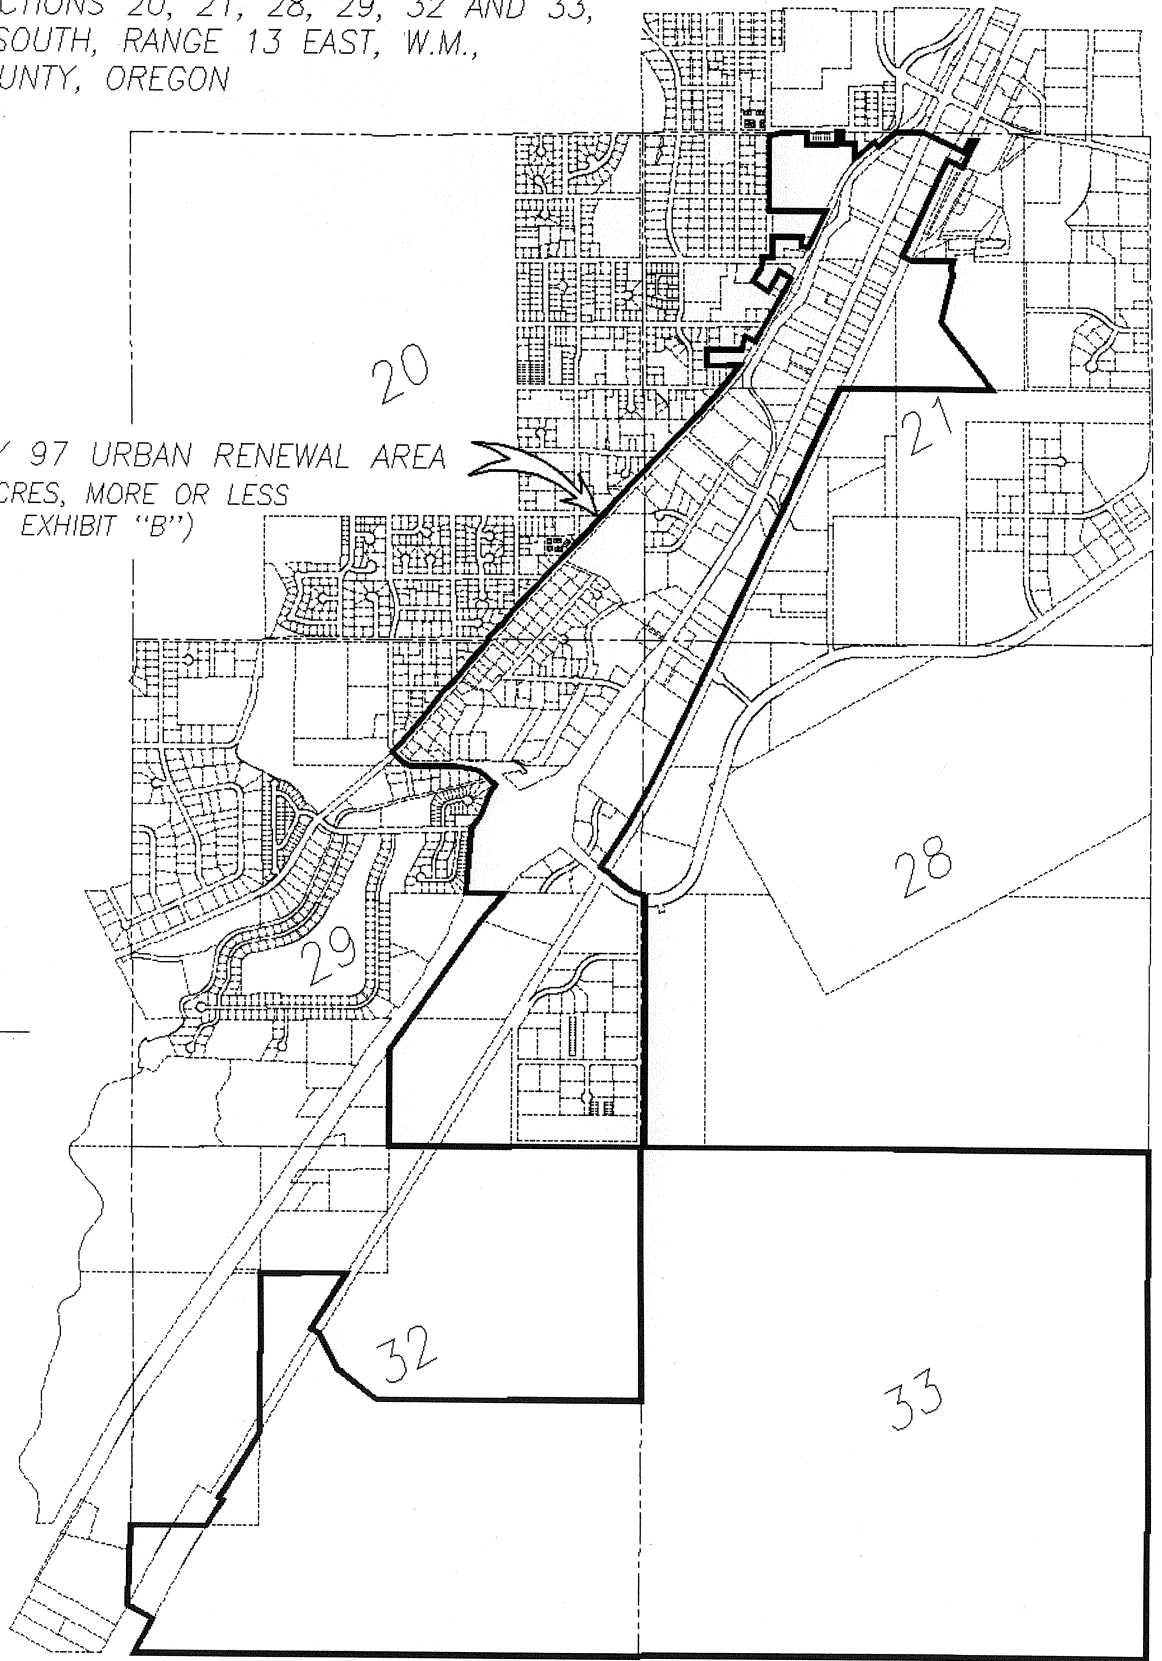 CTIONS 20, 21, 28, 29, 32 AND 33,
SOUTH, RANGE 13 EAST, W.M.,
UNTY, OREGON
20
21
97 URBAN RENEWAL AREA
CRES, MORE OR LESS
EXHIBIT "B")
28
29
32
33